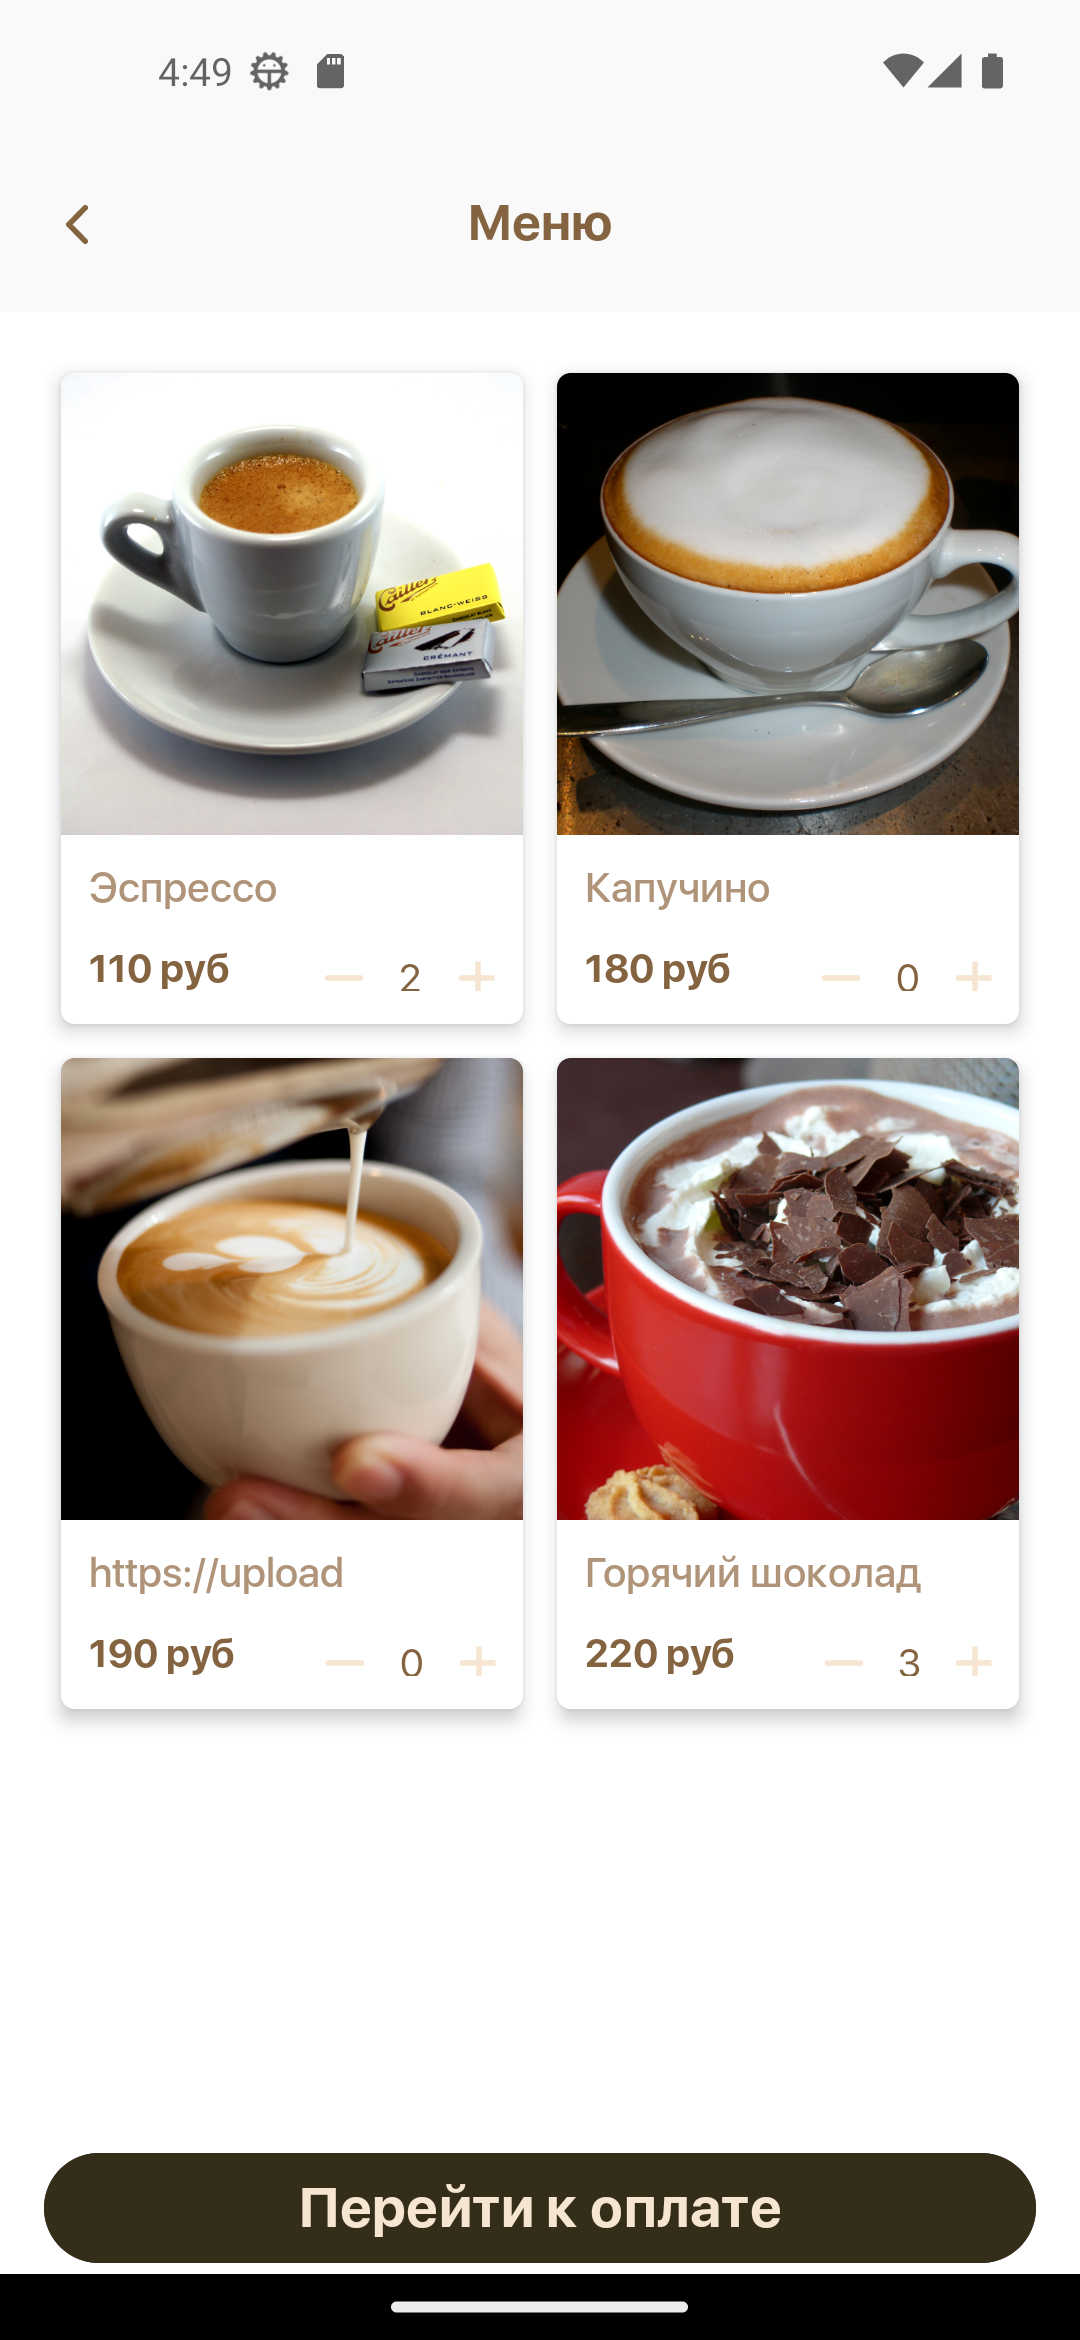 4:49
Меню
Cailler
BLANC-WEISS
Cailler
CRÉMANT
Эспрессо
110 руб
2
Капучино
180 руб
0
https://upload
190 руб
0
Горячий шоколад
220 руб
3
Перейти к оплате